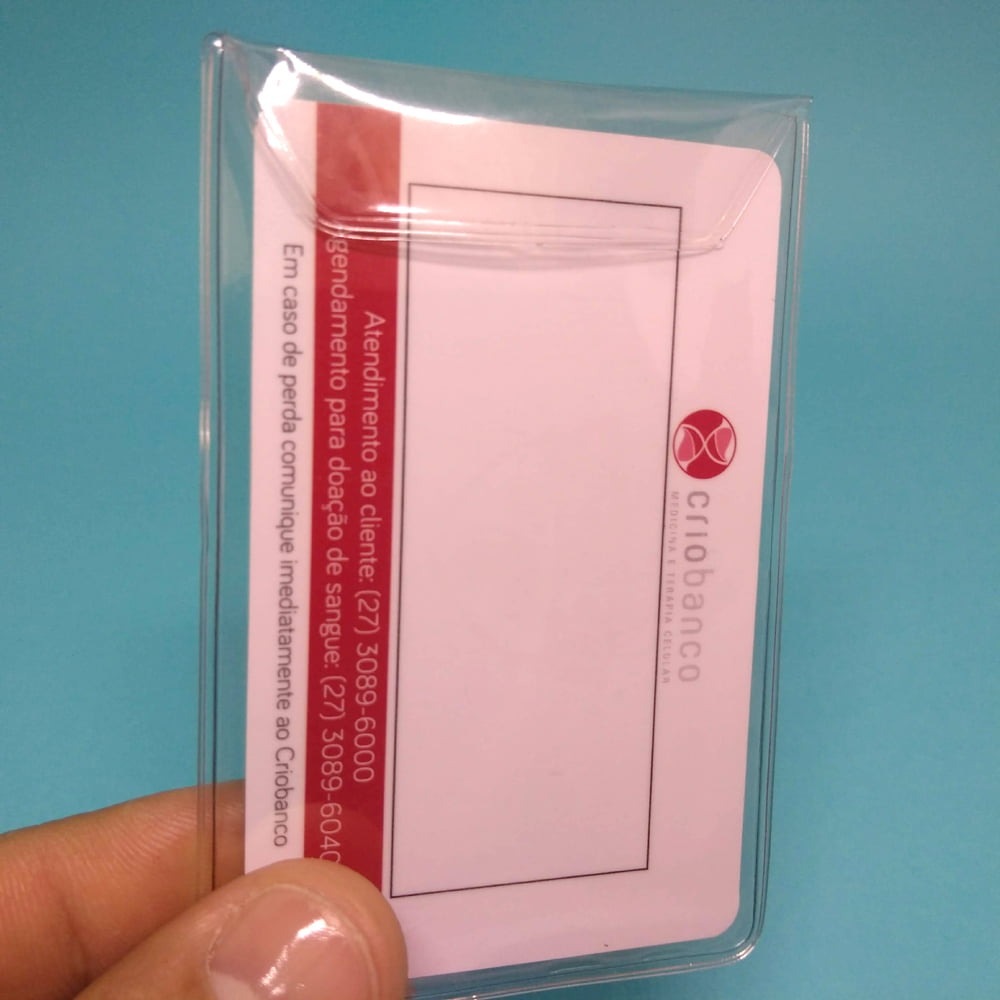 criobanco
MEDICINA E TERAPIA CELULAR
Atendimento ao cliente: (27) 3089-6000
gendamento para doação de sangue: (27) 3089-6040
Em caso de perda comunique imediatamente ao Criobanco